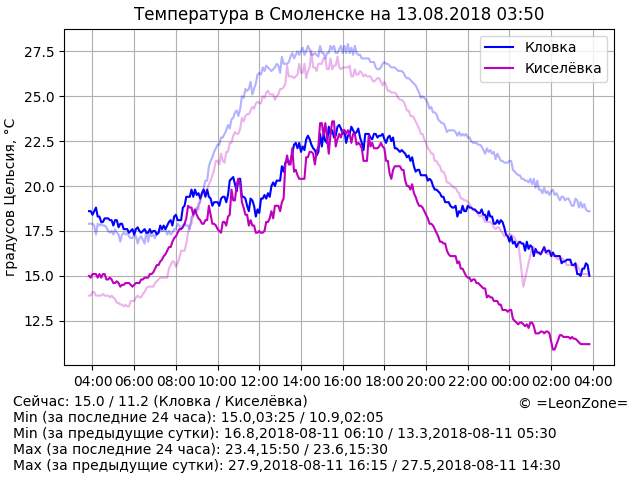 Температура в Смоленске на 13.08.2018 03:50
градусов Цельсия, °C
27.5
25.0
22.5
20.0
17.5
15.0
12.5
Кловка
Киселёвка
04:00 06:00 08:00 10:00 12:00 14:00 16:00 18:00 20:00 22:00 00:00 02:00 04:00
Сейчас: 15.0 / 11.2 (Кловка / Киселёвка)
© =LeonZone=
Min (за последние 24 часа): 15.0,03:25 / 10.9,02:05
Min (за предыдущие сутки): 16.8,2018-08-11 06:10 / 13.3,2018-08-11 05:30
Max (за последние 24 часа): 23.4,15:50 / 23.6,15:30
Max (за предыдущие сутки): 27.9,2018-08-11 16:15 / 27.5,2018-08-11 14:30